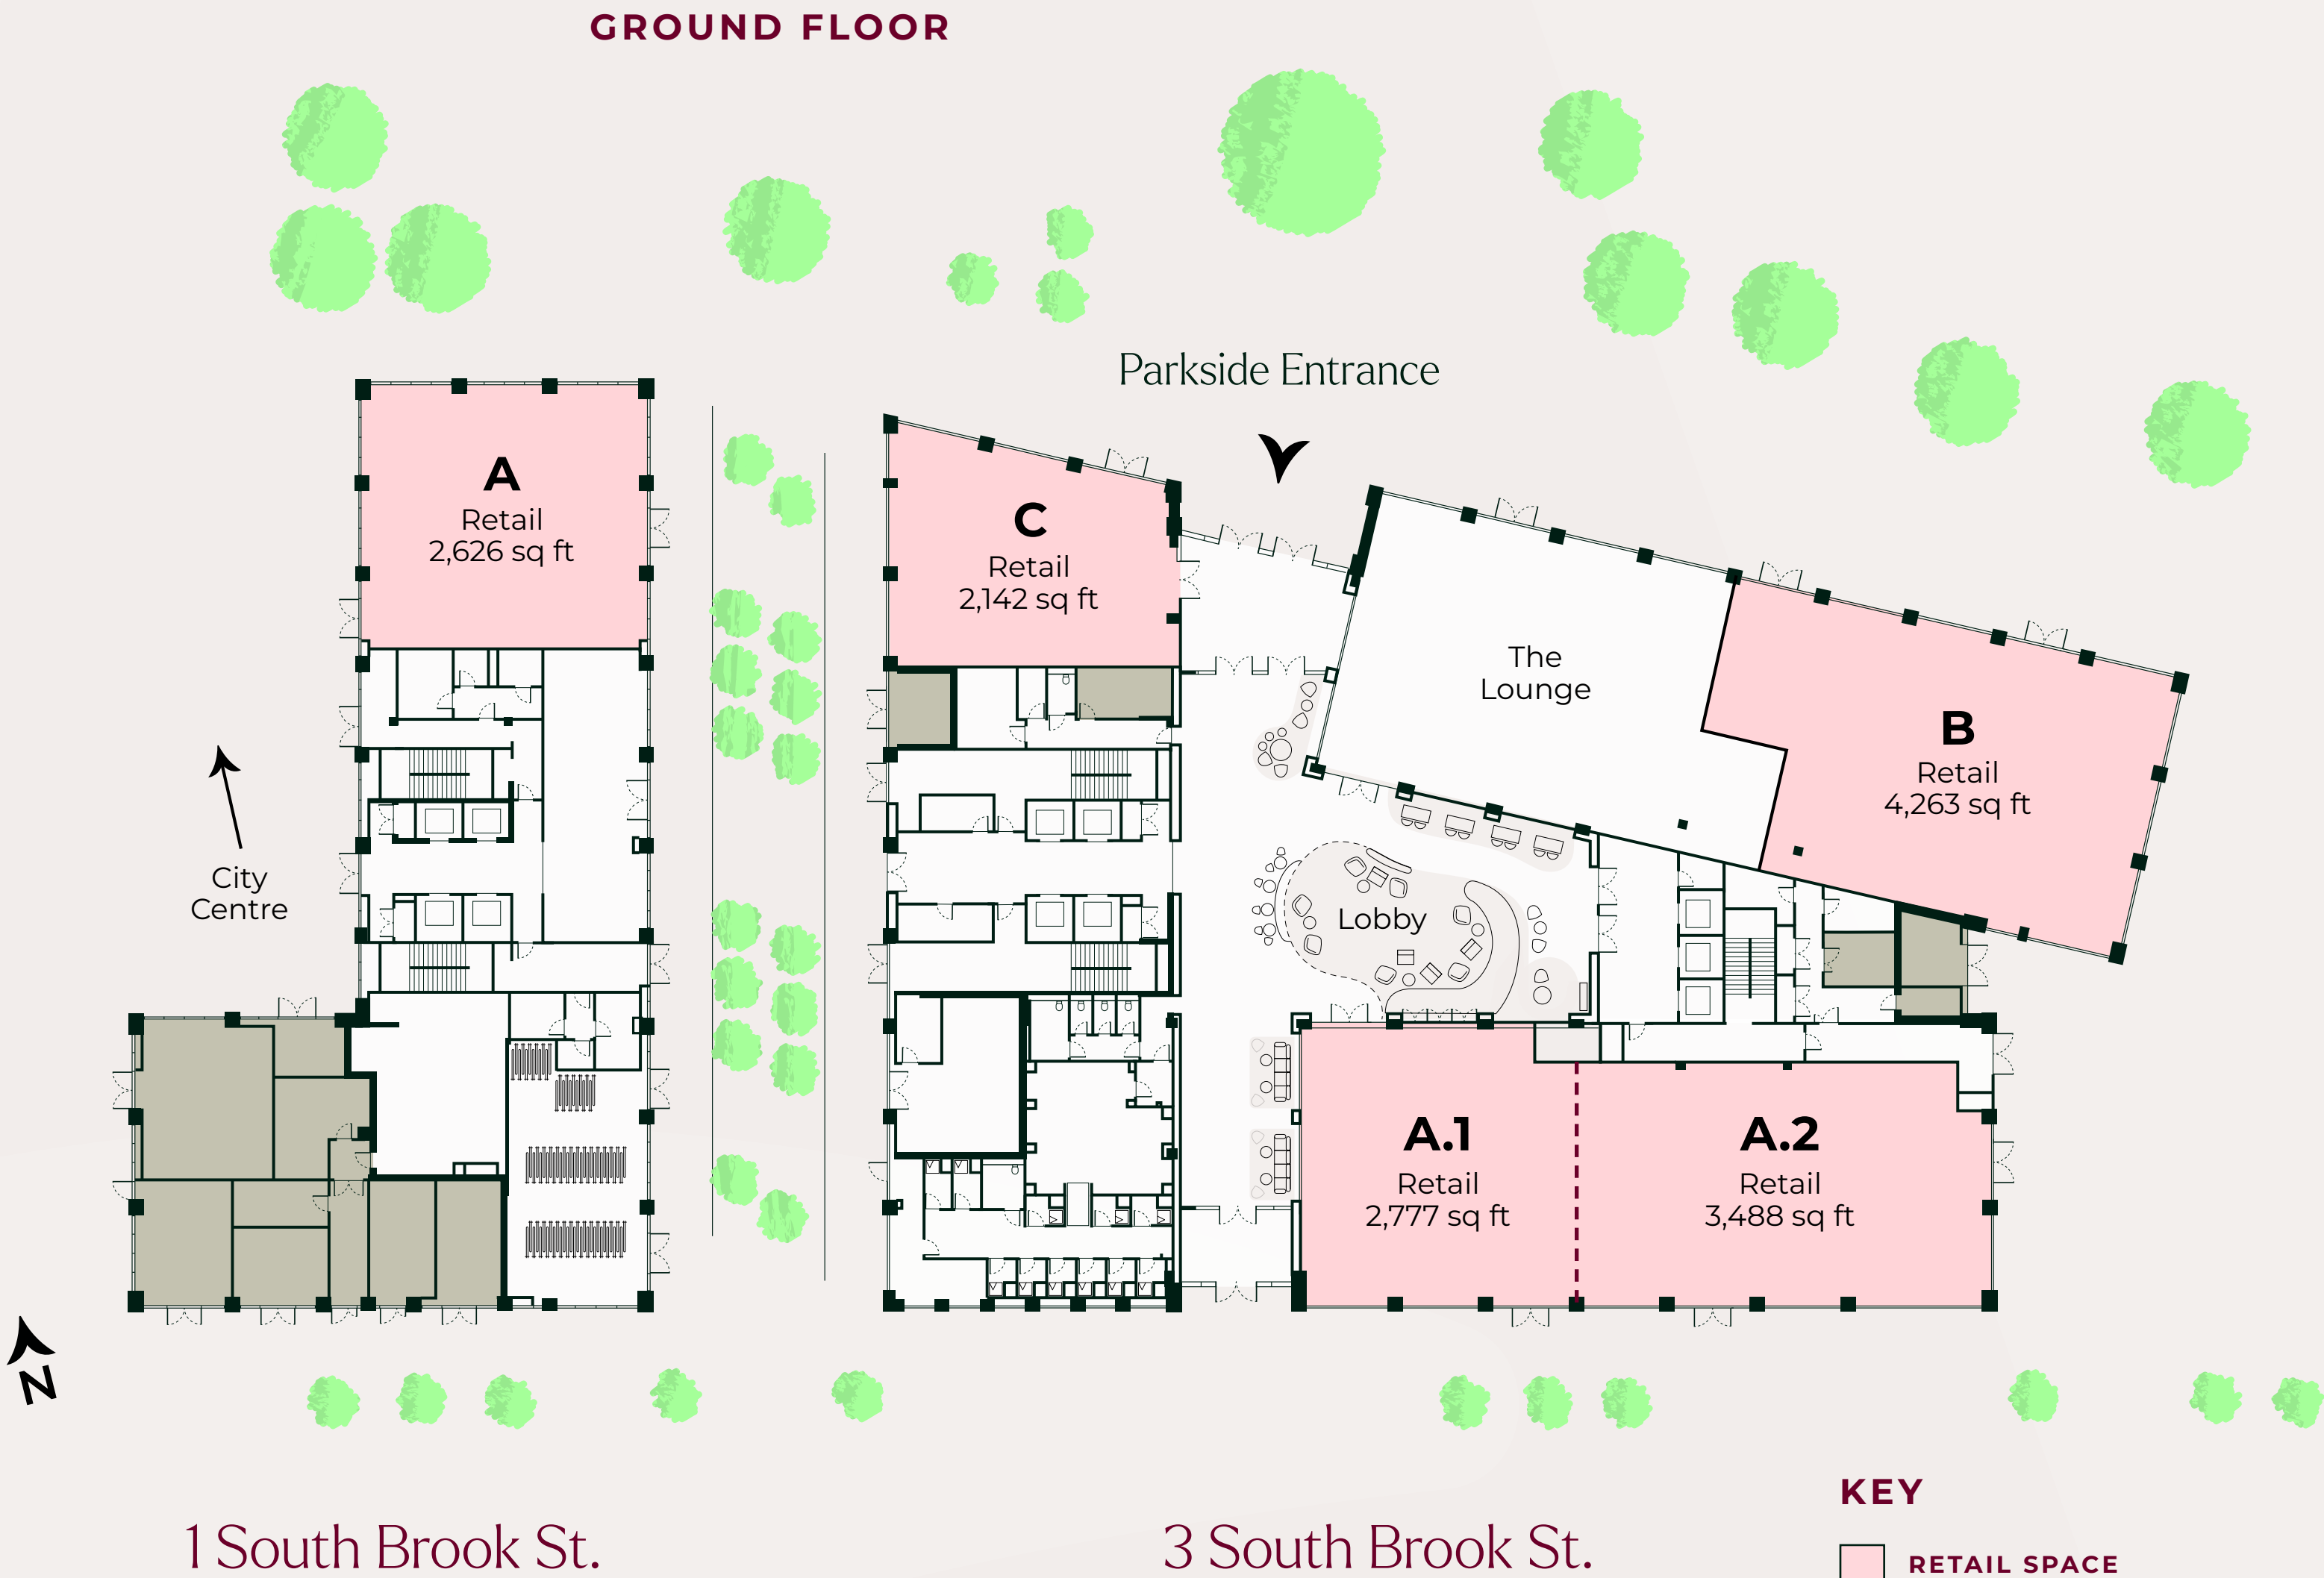 GROUND FLOOR
Parkside Entrance
A
Retail
2,626 sq ft
C
Retail
2,142 sq ft
The
Lounge
B
Retail
4,263 sq ft
City
Centre
Lobby
A.1
Retail
2,777 sq ft
A.2
Retail
3,488 sq ft
N
KEY
1 South Brook St.
3 South Brook St.
RETAIL SPACE